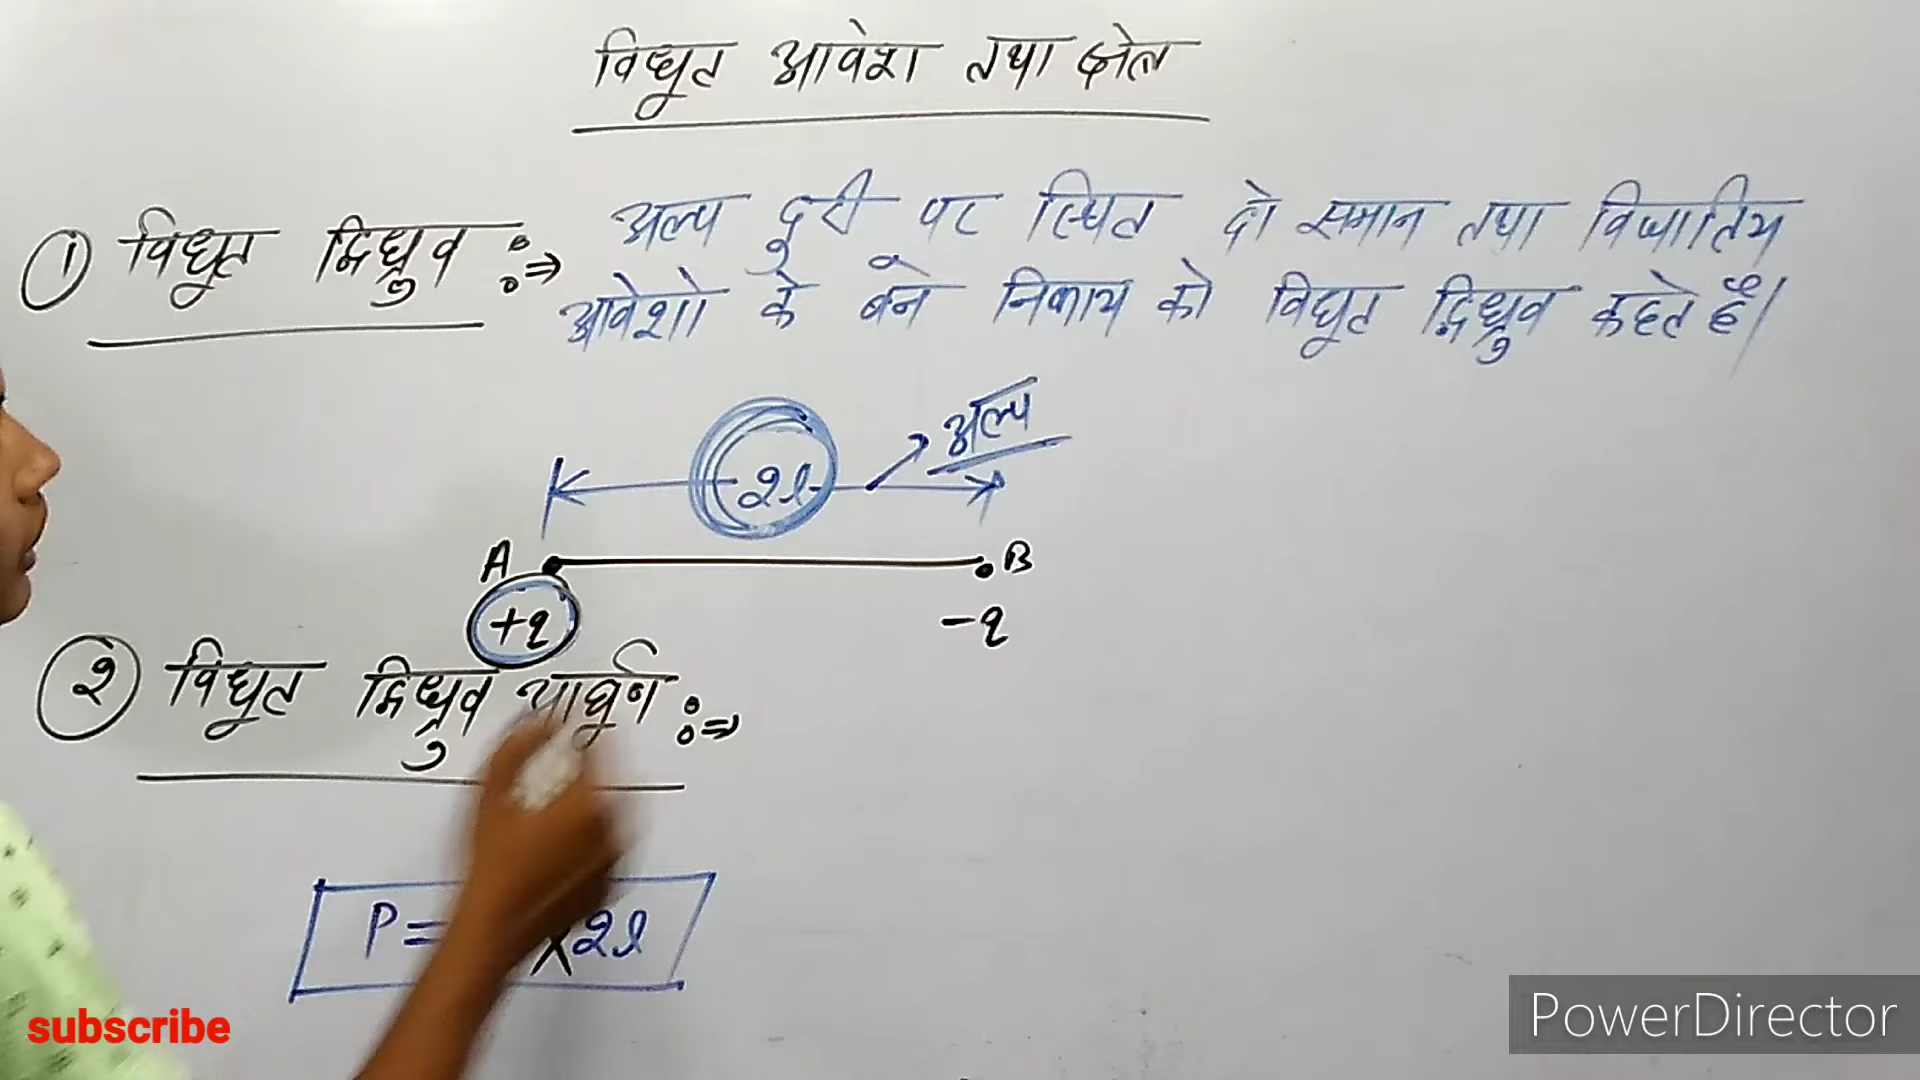 विद्युत आवेश तथा क्षेत्र
① विद्युत द्विध्रुव :⇒ अल्प दूरी पर स्थित दो समान तथा विजातिय
आवेशो के बने निकाय को विद्युत द्विध्रुव कहते हैं।
अल्प
2l
A B
+q -q
② विद्युत द्विध्रुव आघूर्ण :⇒
P= ×2l
subscribe
PowerDirector